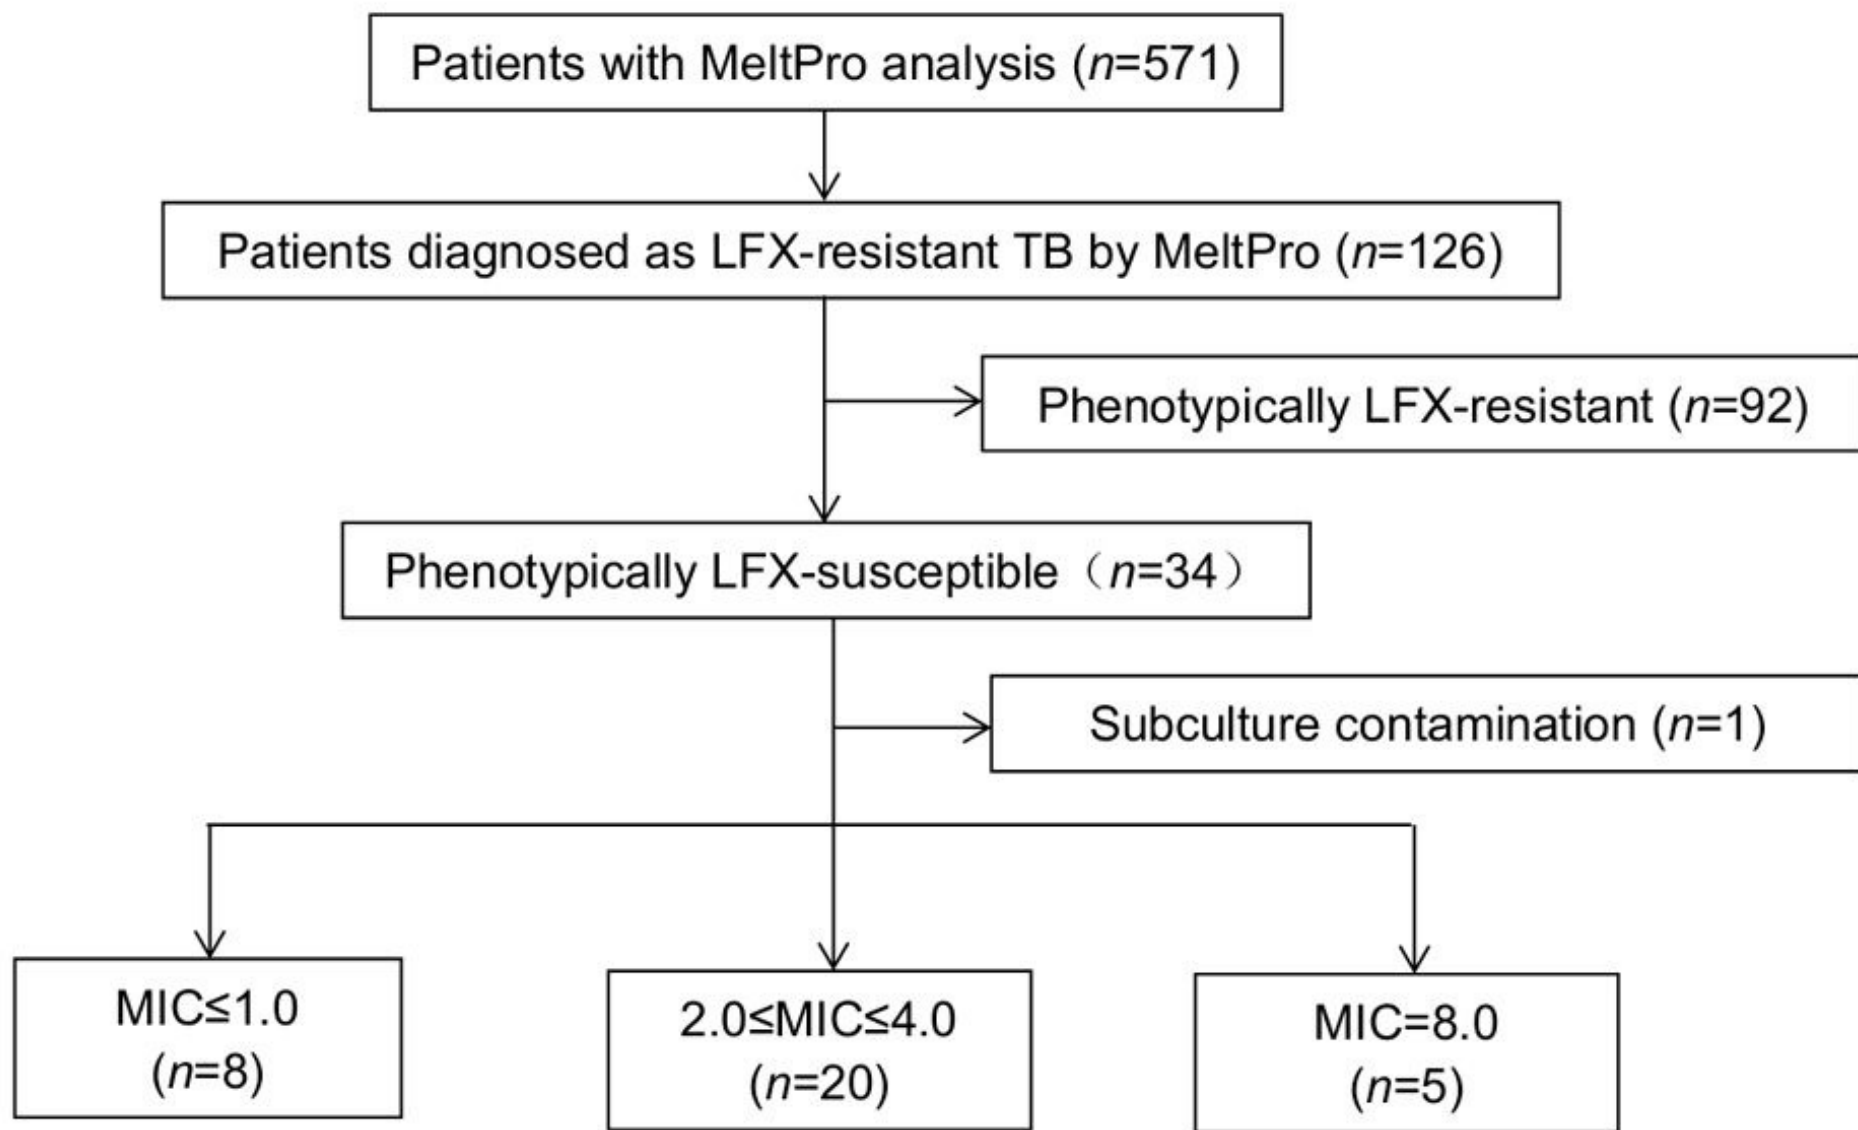 Patients with MeltPro analysis (n=571)
Patients diagnosed as LFX-resistant TB by MeltPro (n=126)
Phenotypically LFX-resistant (n=92)
Phenotypically LFX-susceptible（n=34）
Subculture contamination (n=1)
MIC≤1.0
(n=8)
2.0≤MIC≤4.0
(n=20)
MIC=8.0
(n=5)